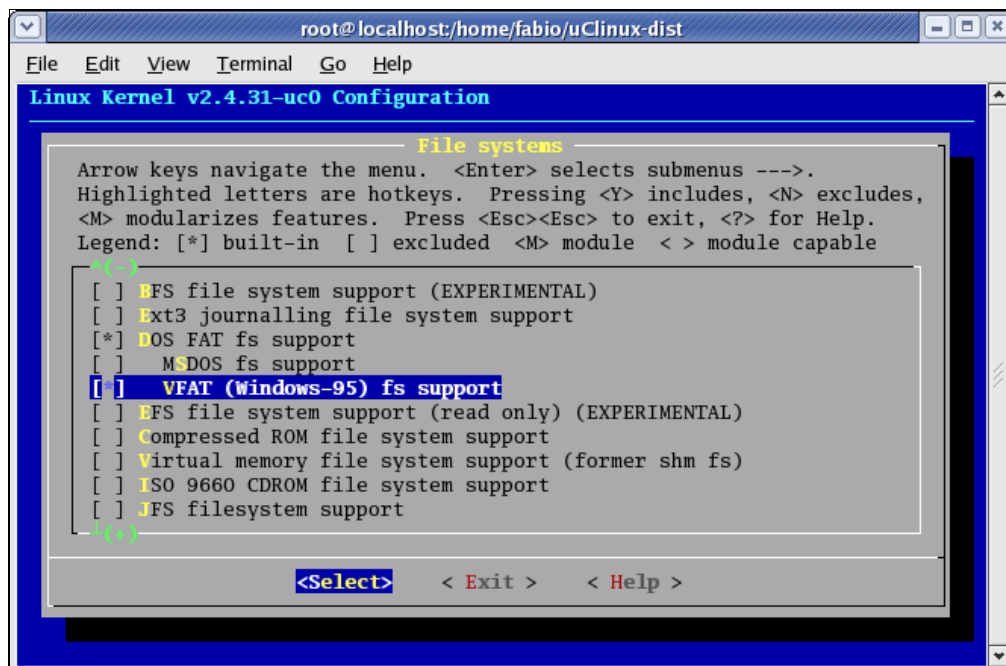 root@localhost:/home/fabio/uClinux-dist
File Edit View Terminal Go Help
Linux Kernel v2.4.31-uc0 Configuration
File systems
Arrow keys navigate the menu. <Enter> selects submenus --->.
Highlighted letters are hotkeys. Pressing <Y> includes, <N> excludes,
<M> modularizes features. Press <Esc><Esc> to exit, <?> for Help.
Legend: [*] built-in [ ] excluded <M> module < > module capable
^(-)
[ ] BFS file system support (EXPERIMENTAL)
[ ] Ext3 journalling file system support
[*] DOS FAT fs support
[ ] MSDOS fs support
[*] VFAT (Windows-95) fs support
[ ] EFS file system support (read only) (EXPERIMENTAL)
[ ] Compressed ROM file system support
[ ] Virtual memory file system support (former shm fs)
[ ] ISO 9660 CDROM file system support
[ ] JFS filesystem support
┴(+)
<Select> < Exit > < Help >